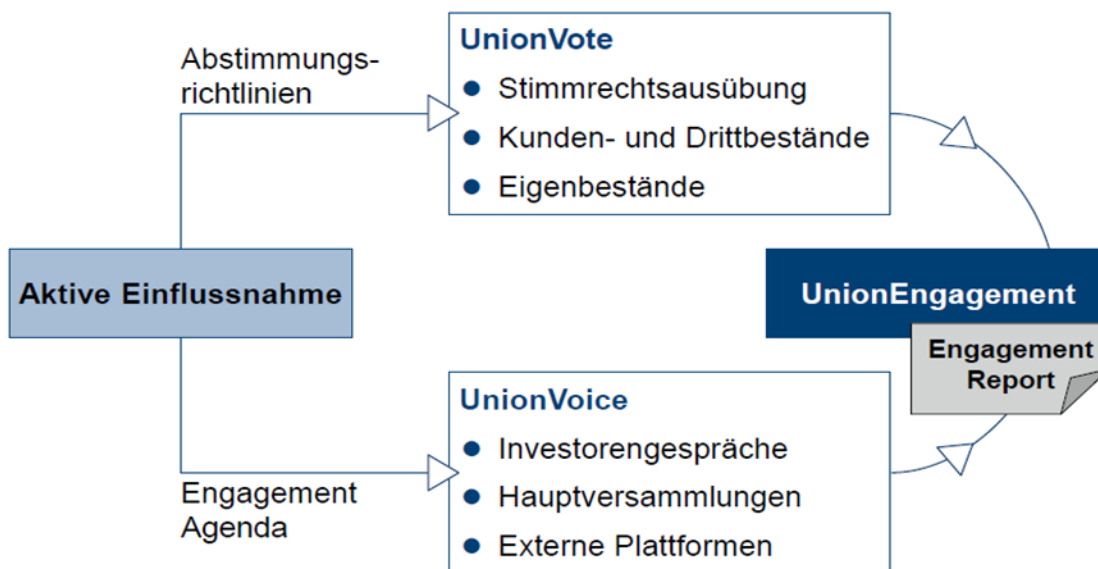 Abstimmungs-
richtlinien
UnionVote
Stimmrechtsausübung
Kunden- und Drittbestände
Eigenbestände
Aktive Einflussnahme
UnionEngagement
Engagement
Report
Engagement
Agenda
UnionVoice
Investorengespräche
Hauptversammlungen
Externe Plattformen